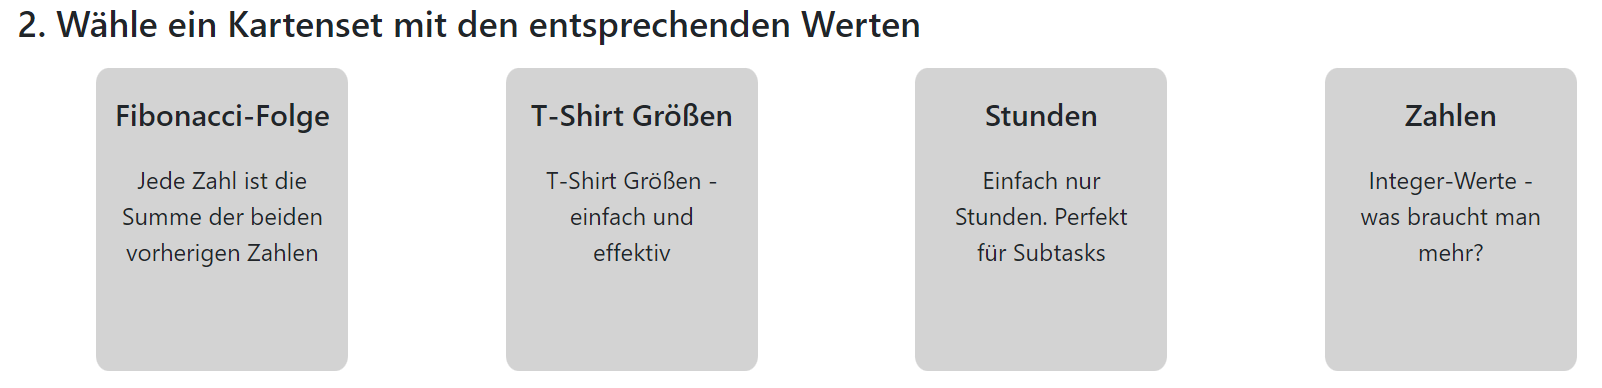 2. Wähle ein Kartenset mit den entsprechenden Werten
Fibonacci-Folge
Jede Zahl ist die
Summe der beiden
vorherigen Zahlen
T-Shirt Größen
T-Shirt Größen -
einfach und
effektiv
Stunden
Einfach nur
Stunden. Perfekt
für Subtasks
Zahlen
Integer-Werte -
was braucht man
mehr?